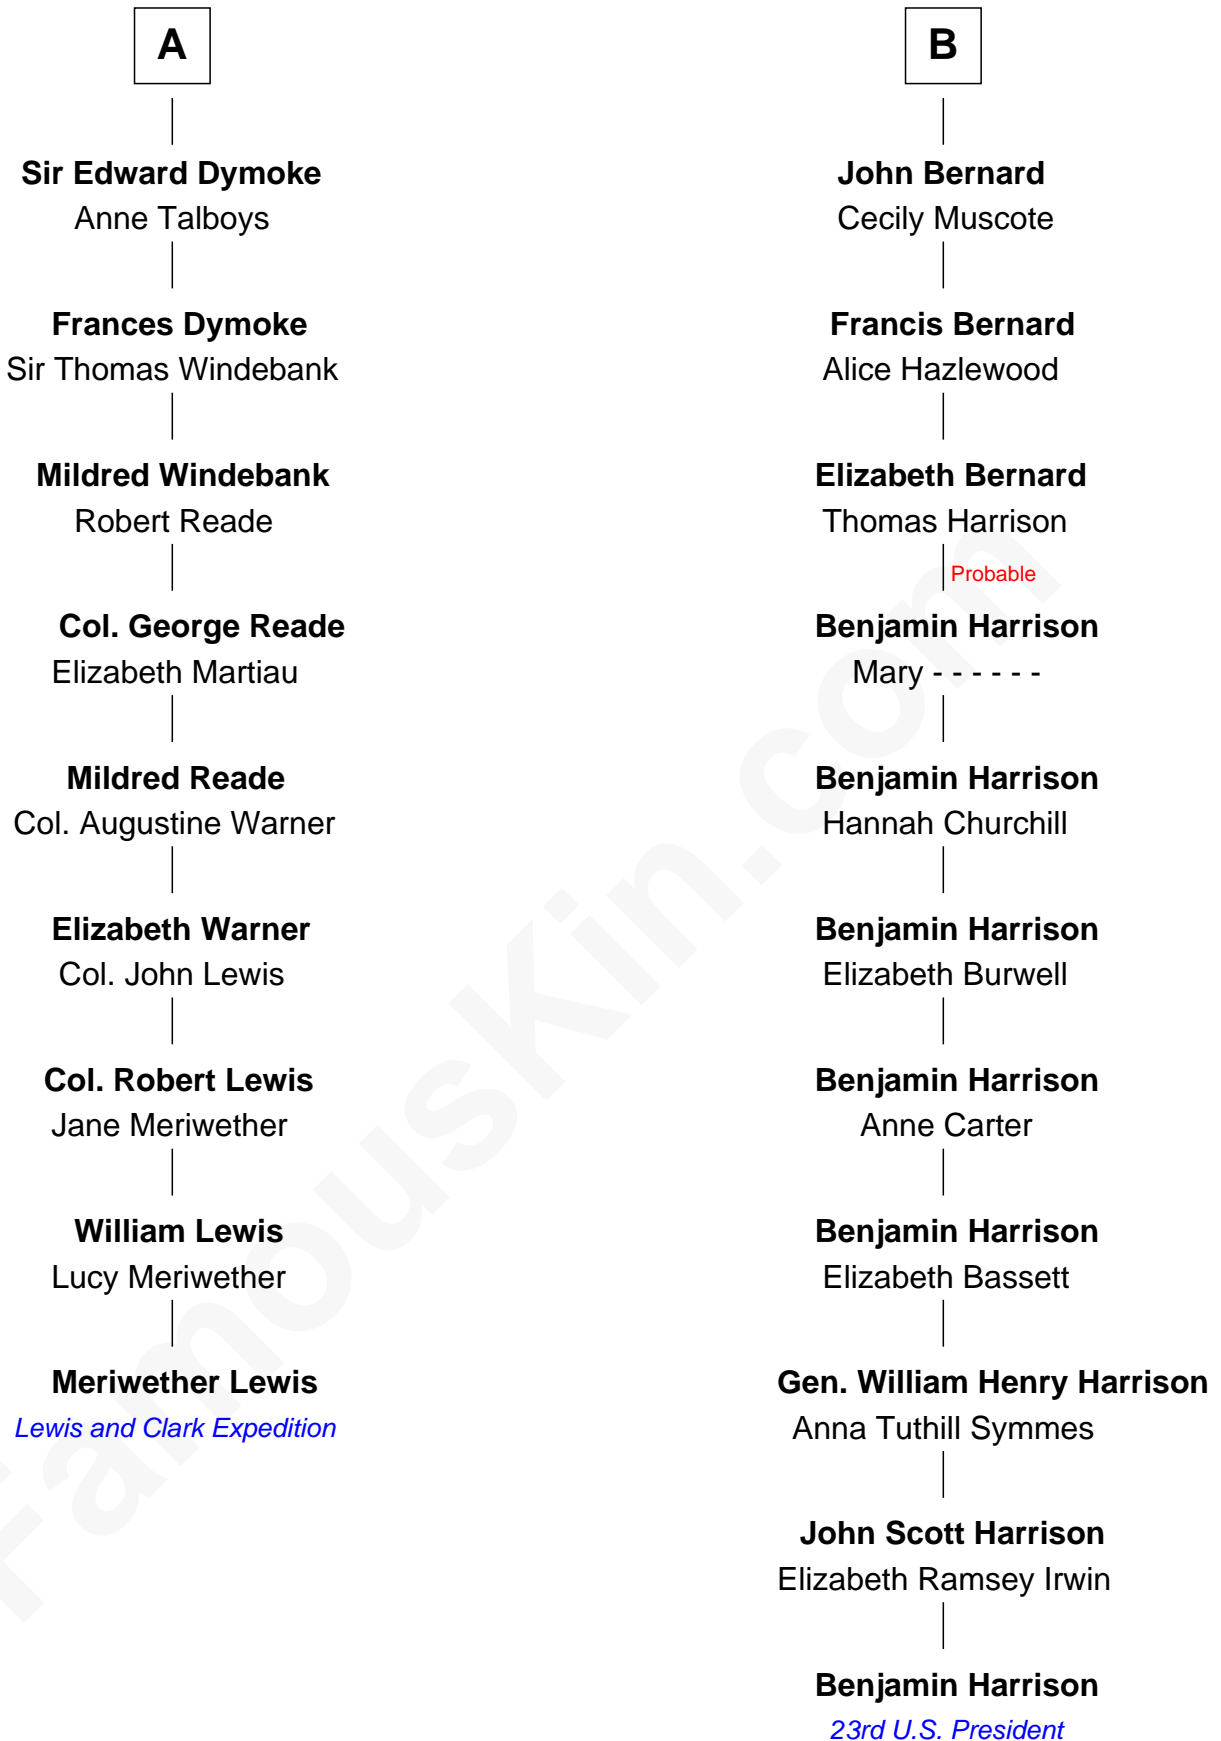 A
Sir Edward Dymoke
Anne Talboys
Frances Dymoke
Sir Thomas Windebank
Mildred Windebank
Robert Reade
Col. George Reade
Elizabeth Martiau
Mildred Reade
Col. Augustine Warner
Elizabeth Warner
Col. John Lewis
Col. Robert Lewis
Jane Meriwether
William Lewis
Lucy Meriwether
Meriwether Lewis
Lewis and Clark Expedition
B
John Bernard
Cecily Muscote
Francis Bernard
Alice Hazlewood
Elizabeth Bernard
Thomas Harrison
Probable
Benjamin Harrison
Mary - - - - - -
Benjamin Harrison
Hannah Churchill
Benjamin Harrison
Elizabeth Burwell
Benjamin Harrison
Anne Carter
Benjamin Harrison
Elizabeth Bassett
Gen. William Henry Harrison
Anna Tuthill Symmes
John Scott Harrison
Elizabeth Ramsey Irwin
Benjamin Harrison
23rd U.S. President
FamousKin.com